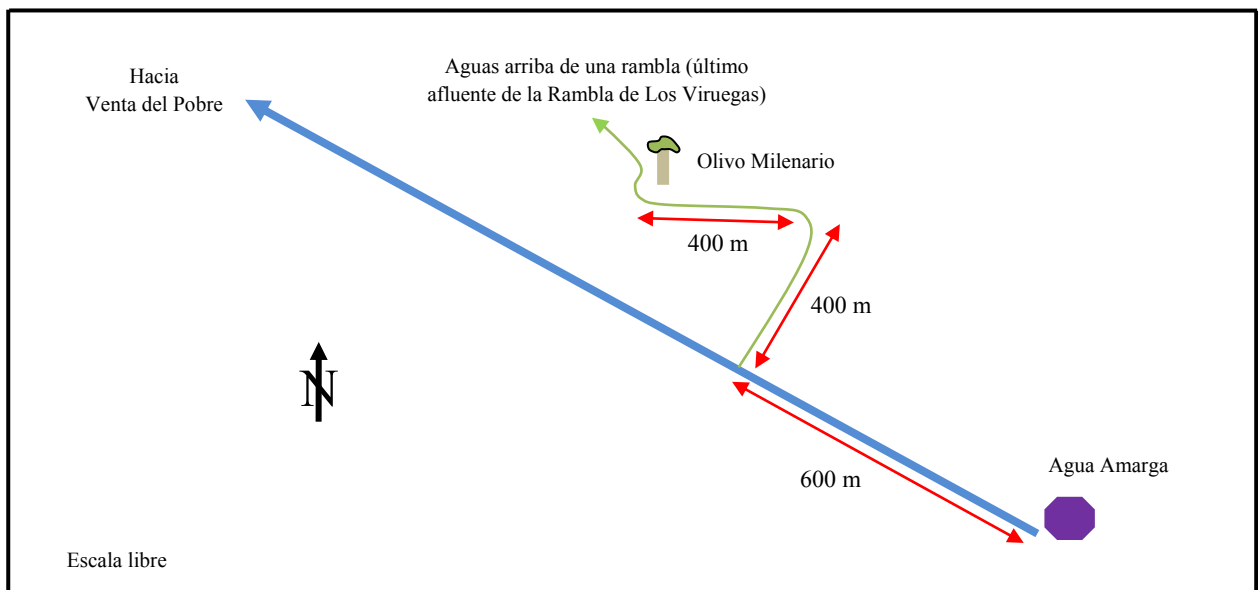 Hacia
Venta del Pobre
Aguas arriba de una rambla (último
afluente de la Rambla de Los Viruegas)
Olivo Milenario
400 m
400 m
N
600 m
Agua Amarga
Escala libre